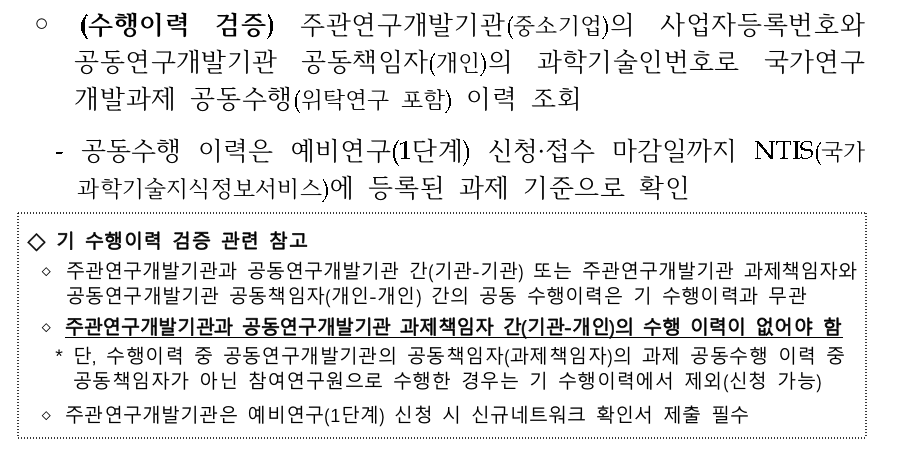 ○ (수행이력 검증) 주관연구개발기관(중소기업)의 사업자등록번호와
공동연구개발기관 공동책임자(개인)의 과학기술인번호로 국가연구
개발과제 공동수행(위탁연구 포함) 이력 조회
- 공동수행 이력은 예비연구(1단계) 신청·접수 마감일까지 NTIS(국가
과학기술지식정보서비스)에 등록된 과제 기준으로 확인
◇ 기 수행이력 검증 관련 참고
◇ 주관연구개발기관과 공동연구개발기관 간(기관-기관) 또는 주관연구개발기관 과제책임자와
공동연구개발기관 공동책임자(개인-개인) 간의 공동 수행이력은 기 수행이력과 무관
◇ 주관연구개발기관과 공동연구개발기관 과제책임자 간(기관-개인)의 수행 이력이 없어야 함
* 단, 수행이력 중 공동연구개발기관의 공동책임자(과제책임자)의 과제 공동수행 이력 중
공동책임자가 아닌 참여연구원으로 수행한 경우는 기 수행이력에서 제외(신청 가능)
◇ 주관연구개발기관은 예비연구(1단계) 신청 시 신규네트워크 확인서 제출 필수